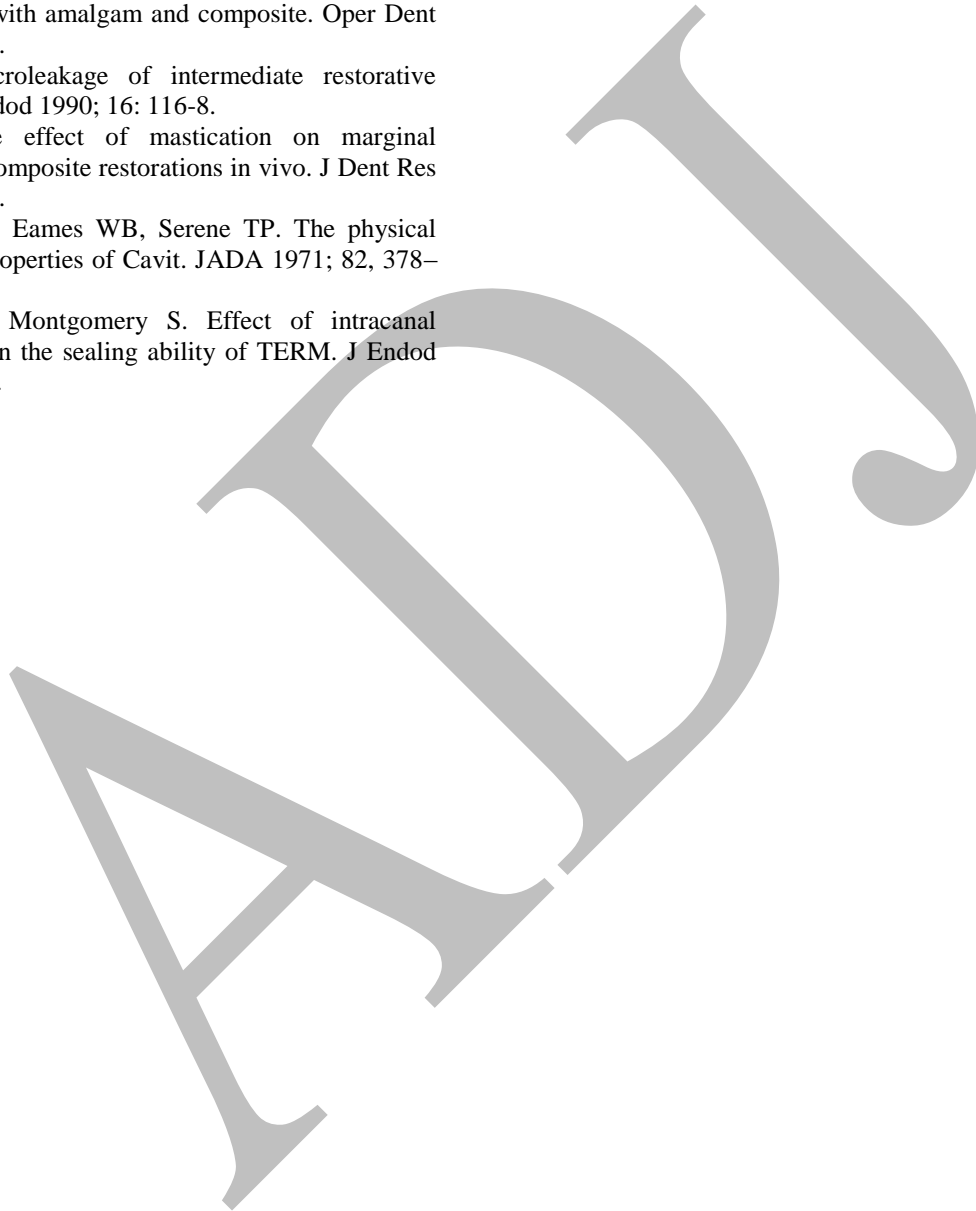 with amalgam and composite. Oper Dent
.
croleakage of intermediate restorative
dod 1990; 16: 116-8.
e effect of mastication on marginal
omposite restorations in vivo. J Dent Res
.
Eames WB, Serene TP. The physical
operties of Cavit. JADA 1971; 82, 378–
Montgomery S. Effect of intracanal
n the sealing ability of TERM. J Endod
.
ADJ